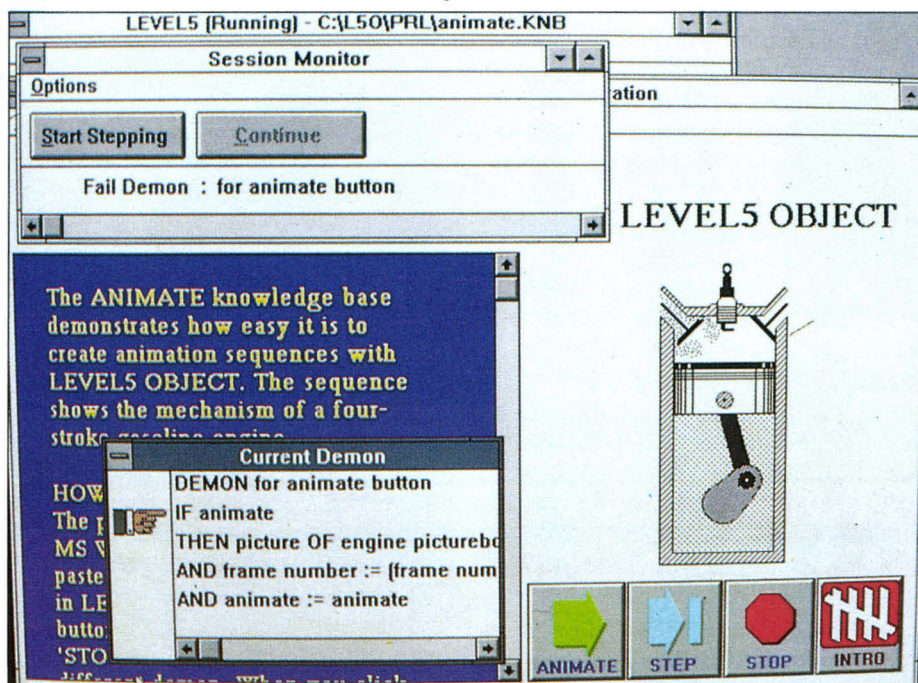 LEVEL5 (Running) - C:\L5O\PRL\animate.KNB
Session Monitor
Options
ation
Start Stepping
Continue
Fail Demon : for animate button
LEVEL5 OBJECT
The ANIMATE knowledge base
demonstrates how easy it is to
create animation sequences with
LEVEL5 OBJECT. The sequence
shows the mechanism of a four-
stroke gasoline engine
HOW
The p
MS
paste
in LE
butto
'STO
Current Demon
DEMON for animate button
IF animate
THEN picture OF engine picturebo
AND frame number := (frame num
AND animate := animate
ANIMATE
STEP
STOP
INTRO